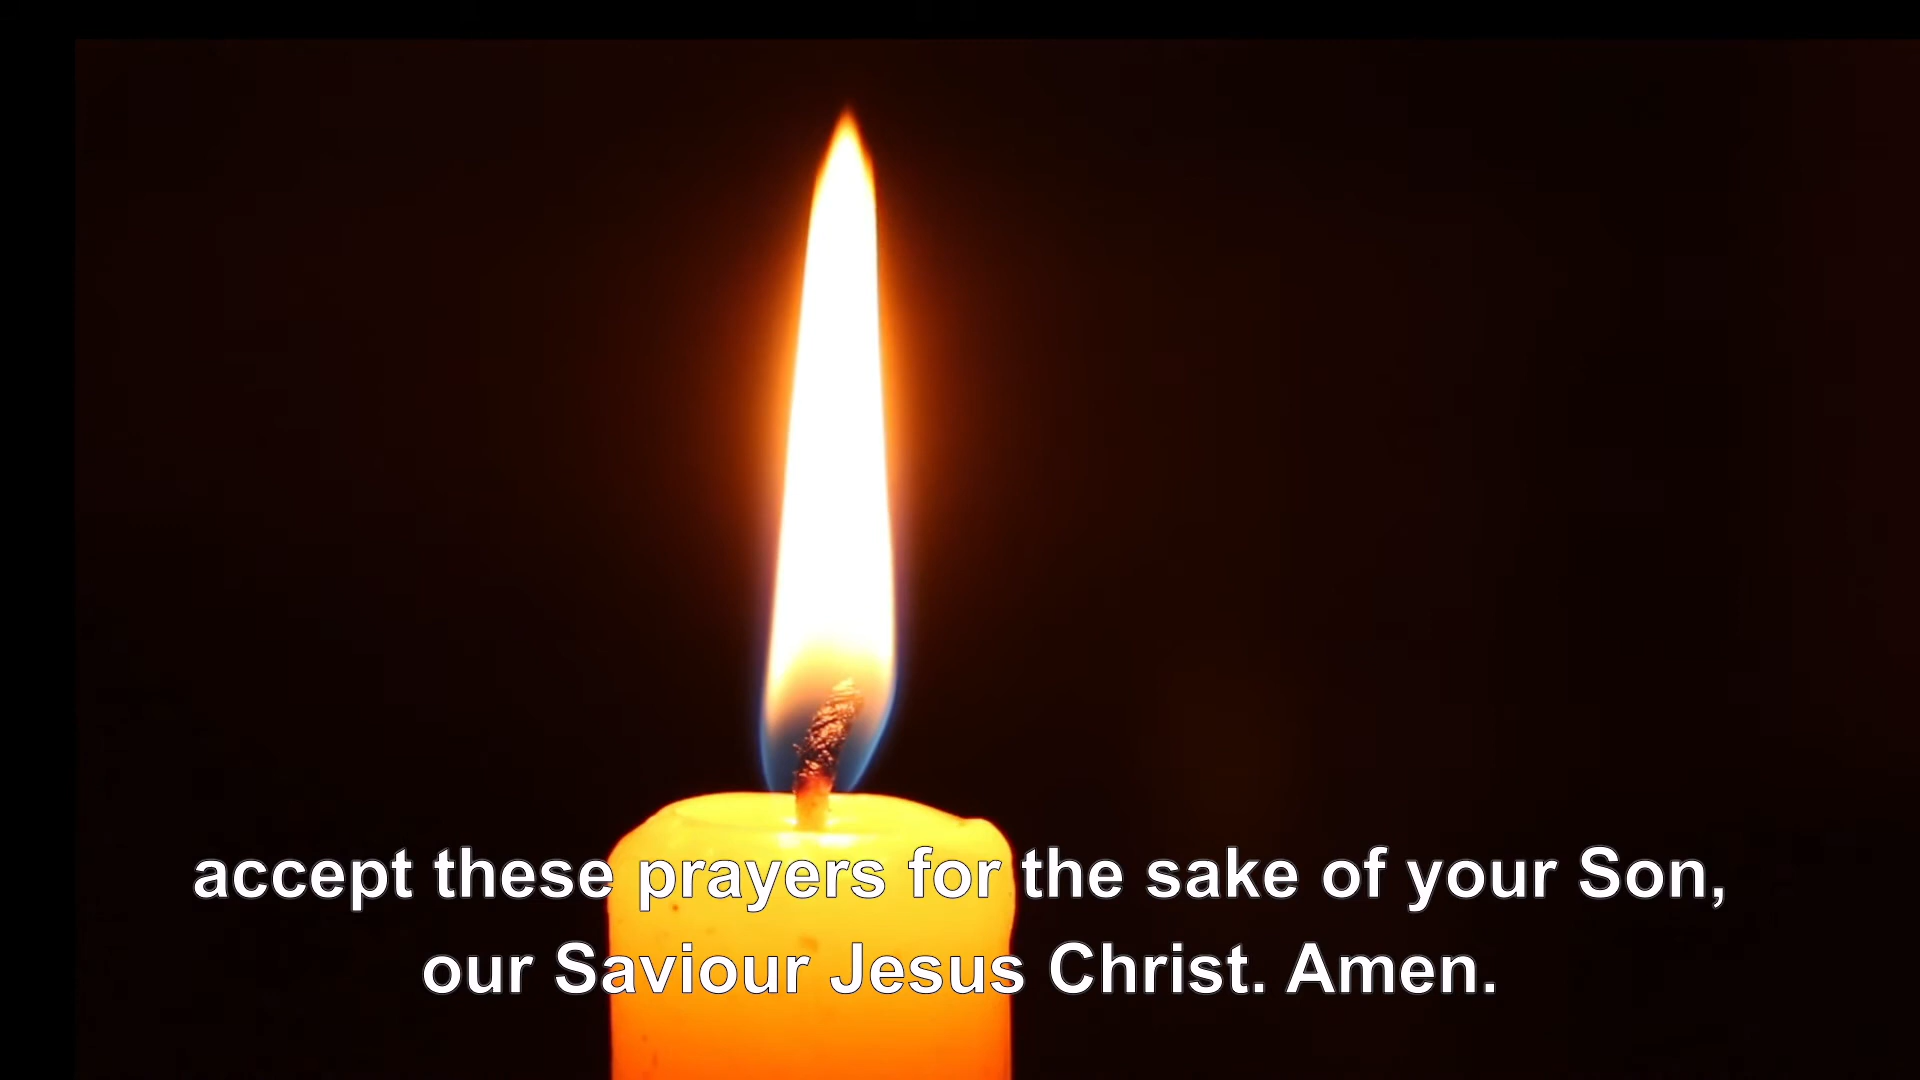 accept these prayers for the sake of your Son,
our Saviour Jesus Christ. Amen.